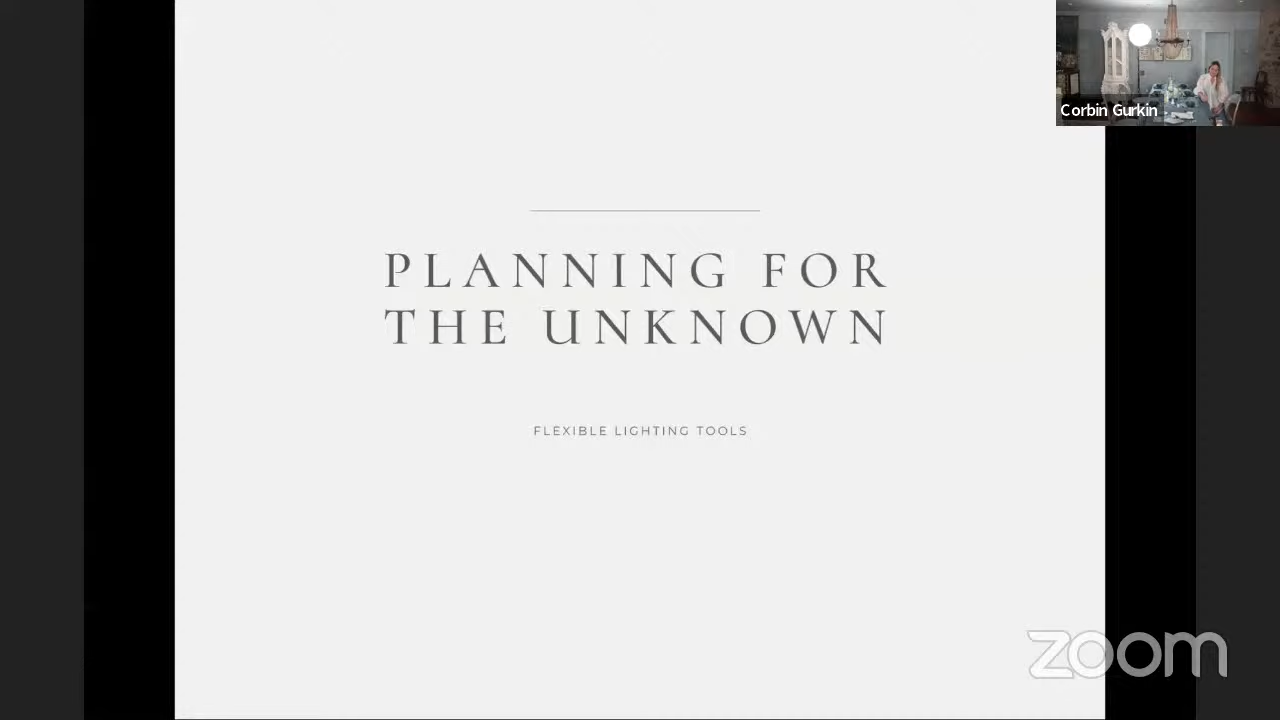 Corbin Gurkin
PLANNING FOR
THE UNKNOWN
FLEXIBLE LIGHTING TOOLS
zoom